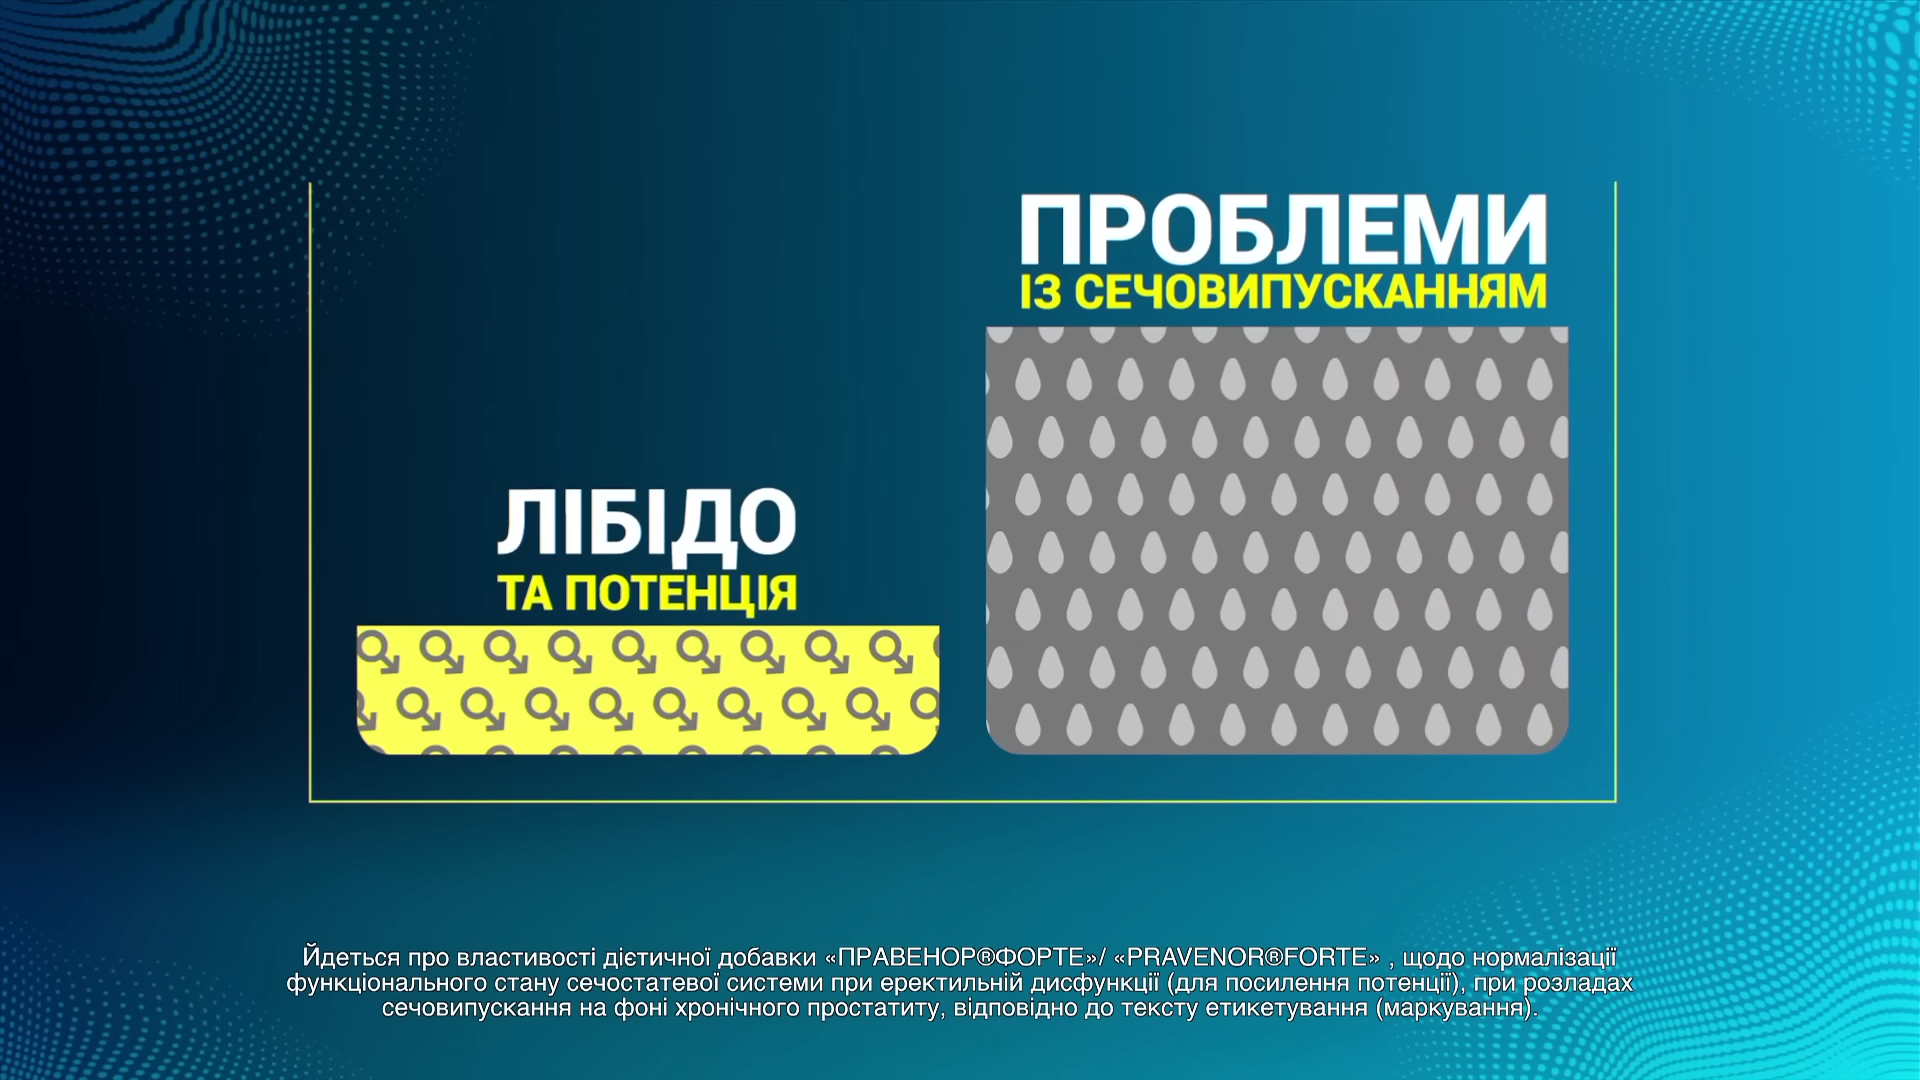 ПРОБЛЕМИ
ІЗ СЕЧОВИПУСКАННЯМ
ЛІБІДО
ТА ПОТЕНЦІЯ
Йдеться про властивості дієтичної добавки «ПРАВЕНОР®ФОРТЕ»/ «PRAVENOR®FORTE» , щодо нормалізації
функціонального стану сечостатевої системи при еректильній дисфункції (для посилення потенції), при розладах
сечовипускання на фоні хронічного простатиту, відповідно до тексту етикетування (маркування).